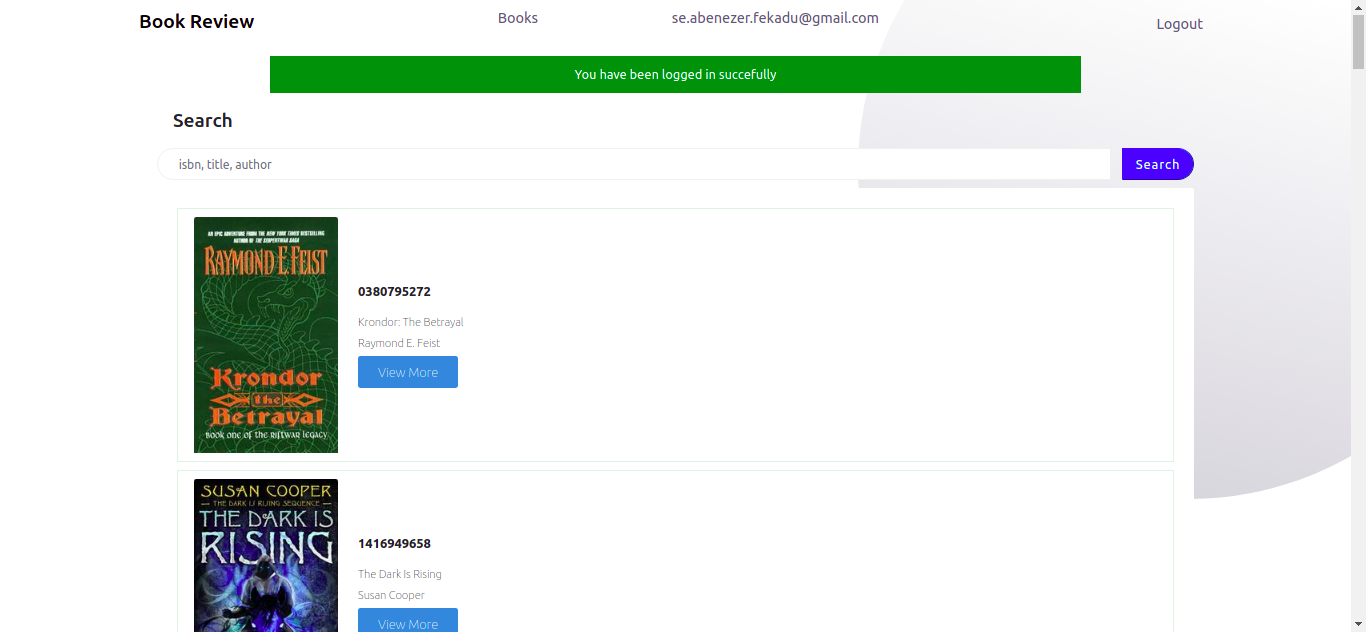 Book Review
Books
se.abenezer.fekadu@gmail.com
Logout
You have been logged in succefully
Search
isbn, title, author
Search
AN EPIC ADVENTURE FROM THE NEW YORK TIMES BESTSELLING
AUTHOR OF THE SERPENTWAR SAGA
RAYMOND E. FEIST
Krondor
the
Betrayal
BOOK ONE OF THE RIFTWAR LEGACY
0380795272
Krondor: The Betrayal
Raymond E. Feist
View More
SUSAN COOPER
THE DARK IS RISING SEQUENCE
THE DARK IS
RISING
1416949658
The Dark Is Rising
Susan Cooper
View More